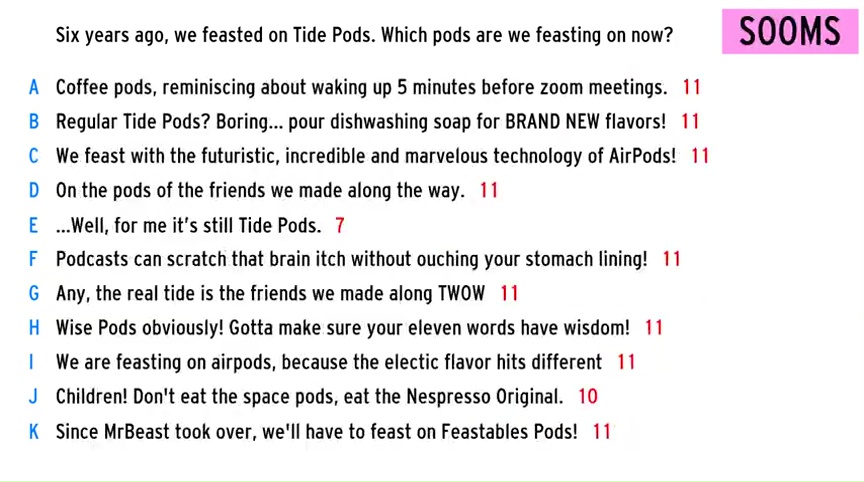 Six years ago, we feasted on Tide Pods. Which pods are we feasting on now?
SOOMS
A Coffee pods, reminiscing about waking up 5 minutes before zoom meetings. 11
B Regular Tide Pods? Boring... pour dishwashing soap for BRAND NEW flavors! 11
C We feast with the futuristic, incredible and marvelous technology of AirPods! 11
D On the pods of the friends we made along the way. 11
E ...Well, for me it's still Tide Pods. 7
F Podcasts can scratch that brain itch without ouching your stomach lining! 11
G Any, the real tide is the friends we made along TWOW 11
H Wise Pods obviously! Gotta make sure your eleven words have wisdom! 11
I We are feasting on airpods, because the electic flavor hits different 11
J Children! Don't eat the space pods, eat the Nespresso Original. 10
K Since MrBeast took over, we'll have to feast on Feastables Pods! 11